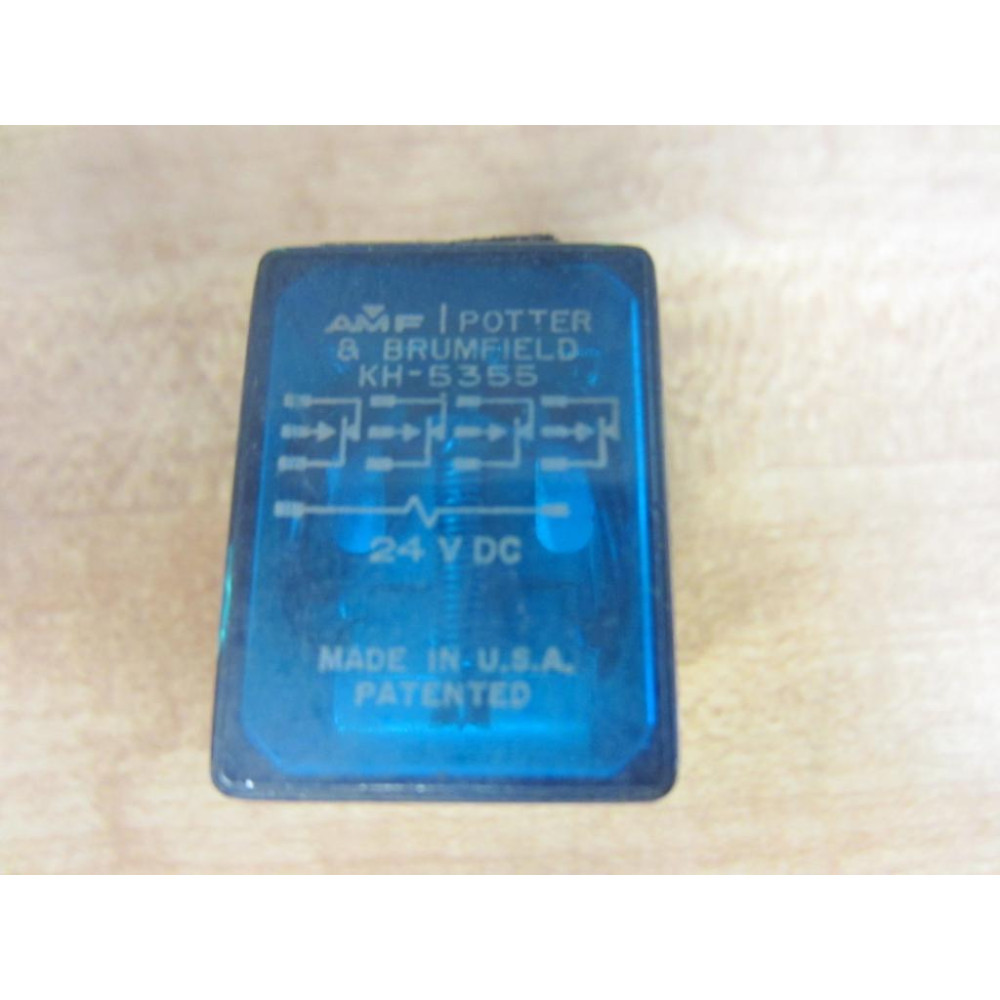 AMF | POTTER
& BRUMFIELD
KH-5355
24 V DC
MADE IN U.S.A.
PATENTED